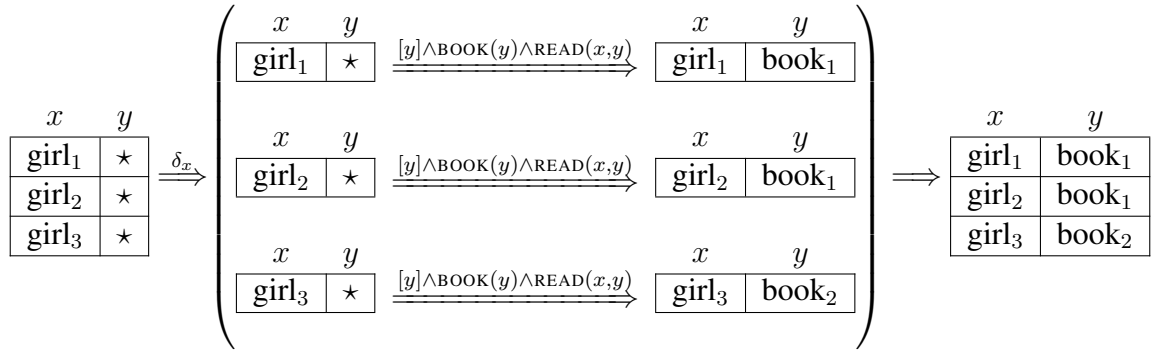 x y
girl₁ ⋆
[y]∧BOOK(y)∧READ(x,y)
x y
girl₁ book₁
x y
girl₁ ⋆
girl₂ ⋆
girl₃ ⋆
δₓ
x y
girl₂ ⋆
[y]∧BOOK(y)∧READ(x,y)
x y
girl₂ book₁
x y
girl₃ ⋆
[y]∧BOOK(y)∧READ(x,y)
x y
girl₃ book₂
x y
girl₁ book₁
girl₂ book₁
girl₃ book₂